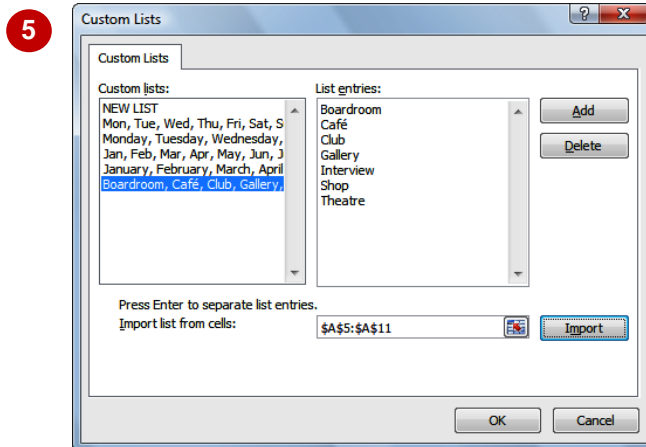 5
Custom Lists
?
X
Custom Lists
Custom lists:
NEW LIST
Mon, Tue, Wed, Thu, Fri, Sat, S
Monday, Tuesday, Wednesday,
Jan, Feb, Mar, Apr, May, Jun, J
January, February, March, April
Boardroom, Café, Club, Gallery,
List entries:
Boardroom
Café
Club
Gallery
Interview
Shop
Theatre
Add
Delete
Press Enter to separate list entries.
Import list from cells:
$A$5:$A$11
Import
OK
Cancel